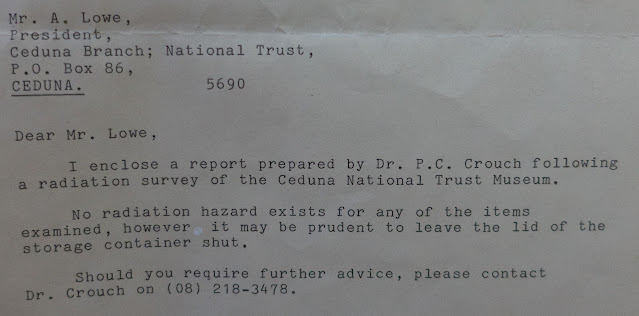 Mr. A. Lowe,
President,
Ceduna Branch; National Trust,
P.O. Box 86,
CEDUNA. 5690
Dear Mr. Lowe,
I enclose a report prepared by Dr. P.C. Crouch following
a radiation survey of the Ceduna National Trust Museum.
No radiation hazard exists for any of the items
examined, however it may be prudent to leave the lid of the
storage container shut.
Should you require further advice, please contact
Dr. Crouch on (08) 218-3478.